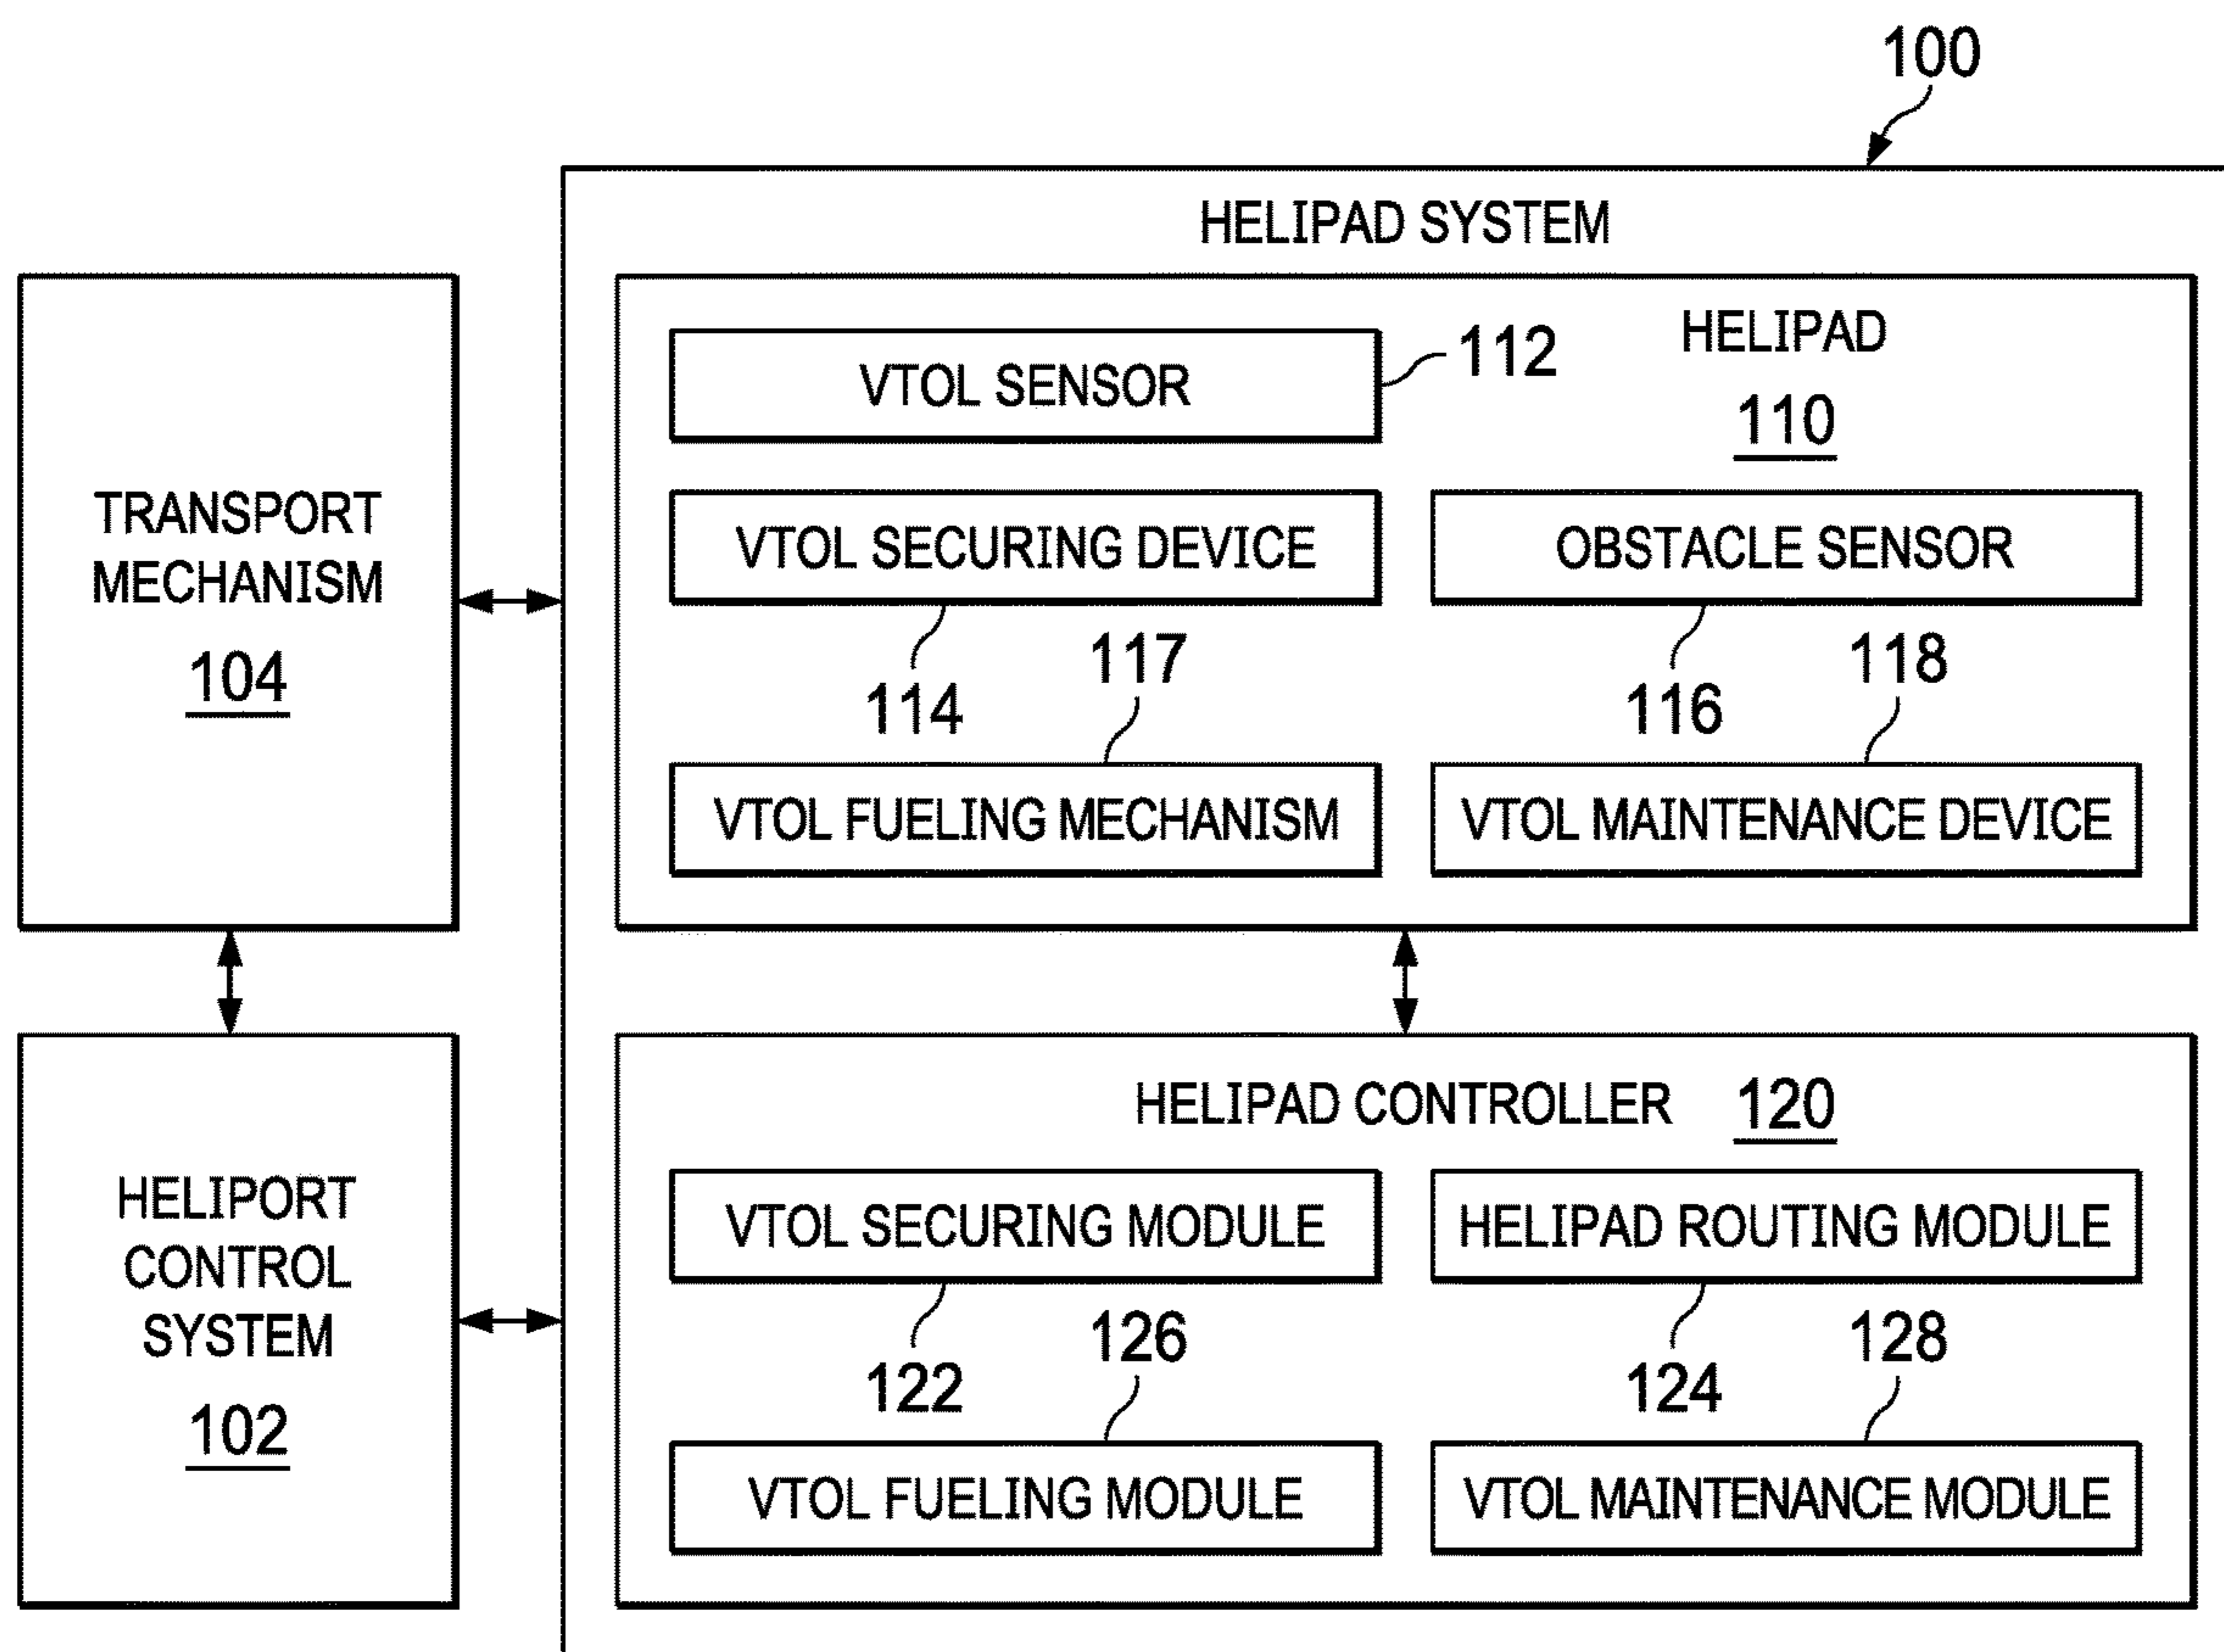 100
HELIPAD SYSTEM
TRANSPORT
MECHANISM
104
HELIPORT
CONTROL
SYSTEM
102
HELIPAD
110
VTOL SENSOR
112
VTOL SECURING DEVICE
114
OBSTACLE SENSOR
116
117
VTOL FUELING MECHANISM
118
VTOL MAINTENANCE DEVICE
HELIPAD CONTROLLER 120
VTOL SECURING MODULE
122
HELIPAD ROUTING MODULE
124
126
VTOL FUELING MODULE
128
VTOL MAINTENANCE MODULE